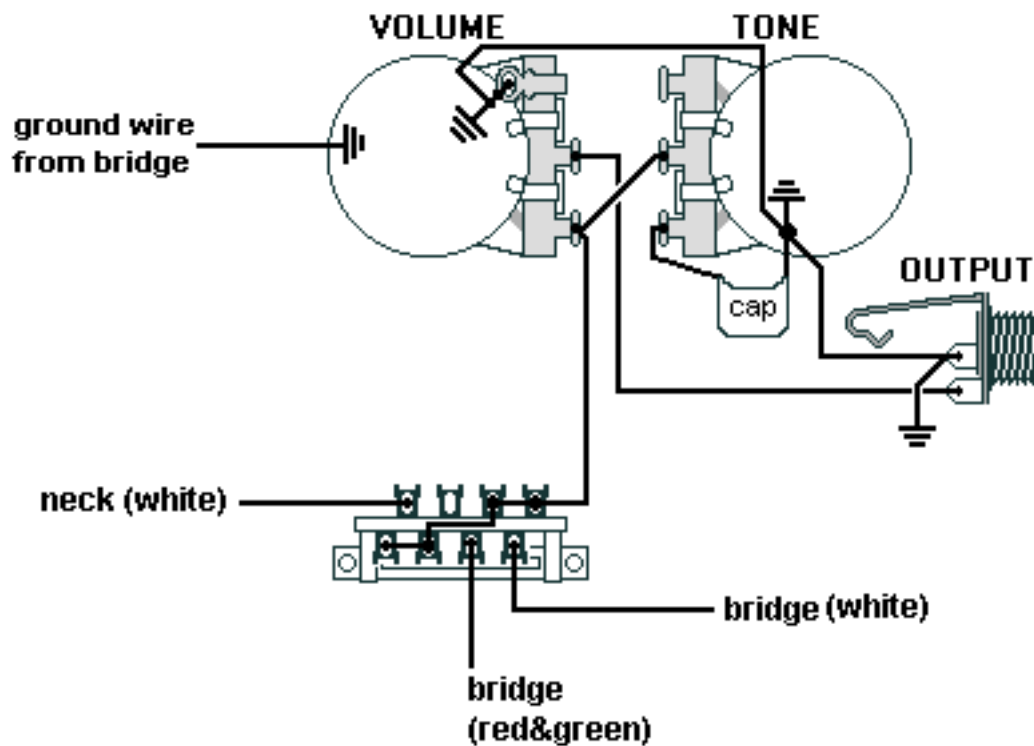 VOLUME
TONE
ground wire
from bridge
OUTPUT
cap
neck (white)
bridge (white)
bridge
(red&green)